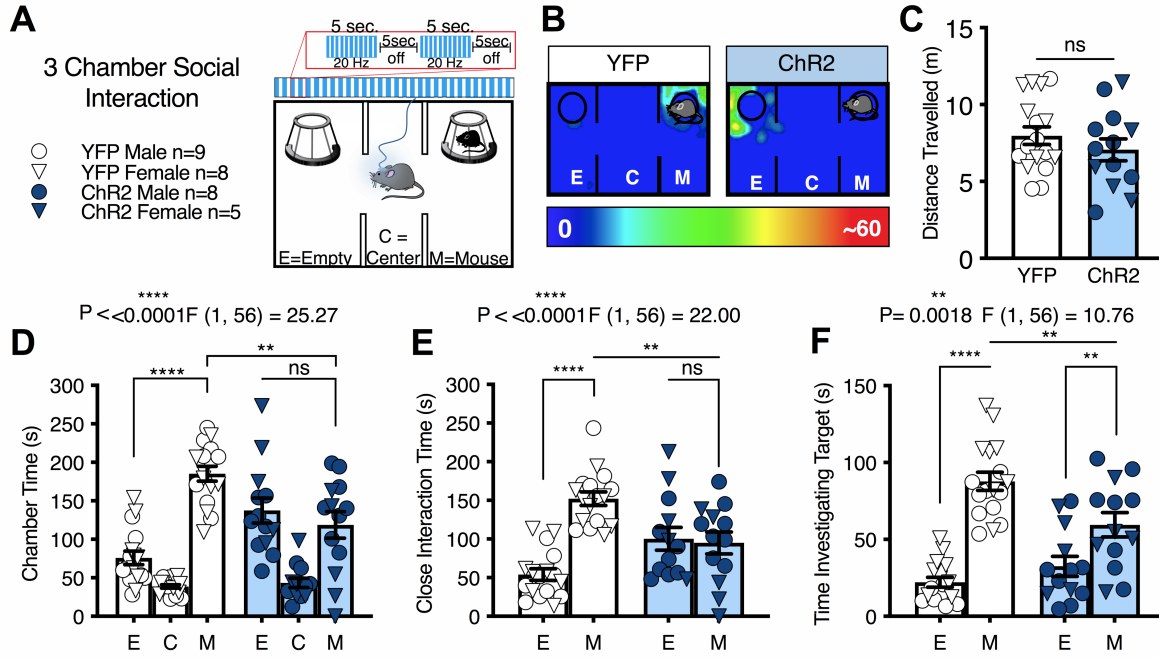 A
3 Chamber Social
Interaction
YFP Male n=9
YFP Female n=8
ChR2 Male n=8
ChR2 Female n=5
5 sec. 5 sec.
5sec 5sec
20 Hz off 20 Hz off
C =
E=Empty Center M=Mouse
B
YFP ChR2
E C M E C M
0 ~60
C
Distance Travelled (m)
15
10
5
0
ns
YFP ChR2
****
P<<0.0001F (1, 56) = 25.27
D
Chamber Time (s)
300
250
200
150
100
50
0
**
**** ns
E C M E C M
****
P<<0.0001F (1, 56) = 22.00
E
Close Interaction Time (s)
300
250
200
150
100
50
0
**
**** ns
E M E M
**
P= 0.0018 F (1, 56) = 10.76
F
Time Investigating Target (s)
150
100
50
0
**
**** **
E M E M